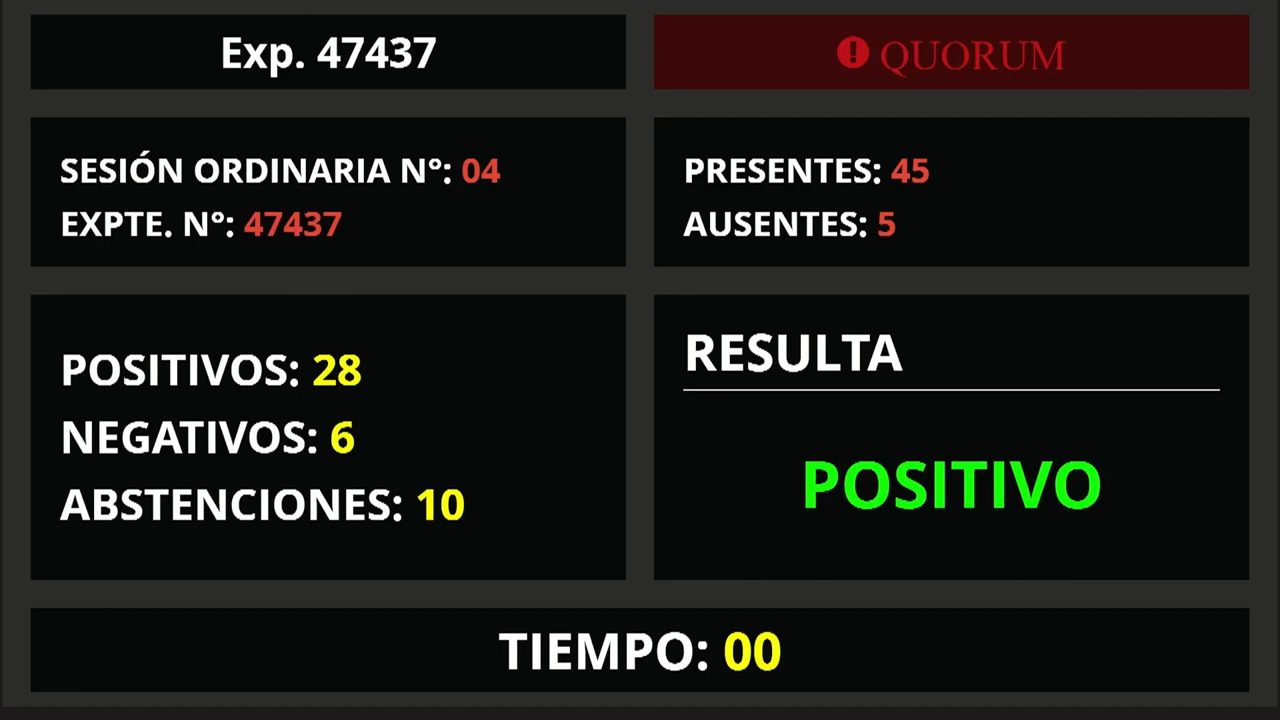 Exp. 47437
QUORUM
SESIÓN ORDINARIA N°: 04
EXPTE. N°: 47437
PRESENTES: 45
AUSENTES: 5
POSITIVOS: 28
NEGATIVOS: 6
ABSTENCIONES: 10
RESULTA
POSITIVO
TIEMPO: 00